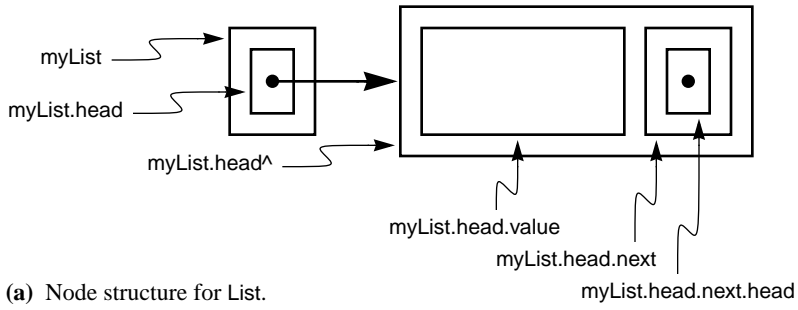 myList
myList.head
myList.head^
myList.head.value
myList.head.next
myList.head.next.head
(a) Node structure for List.